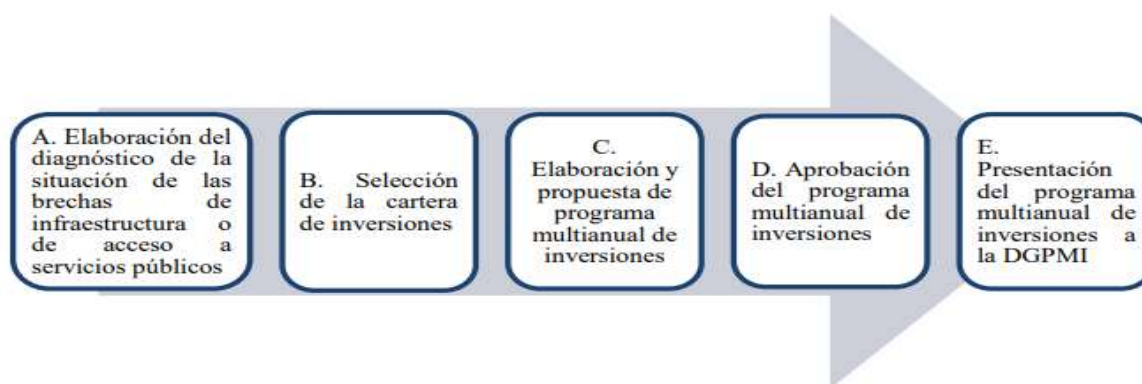 A. Elaboración del
diagnóstico de la
situación de las
brechas de
infraestructura o
de acceso a
servicios públicos
B. Selección
de la cartera
de inversiones
C.
Elaboración y
propuesta de
programa
multianual de
inversiones
D. Aprobación
del programa
multianual de
inversiones
E.
Presentación
del programa
multianual de
inversiones a
la DGPMI